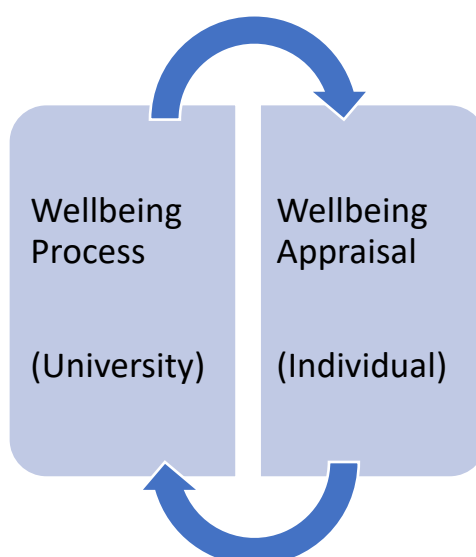 Wellbeing
Process
(University)
Wellbeing
Appraisal
(Individual)